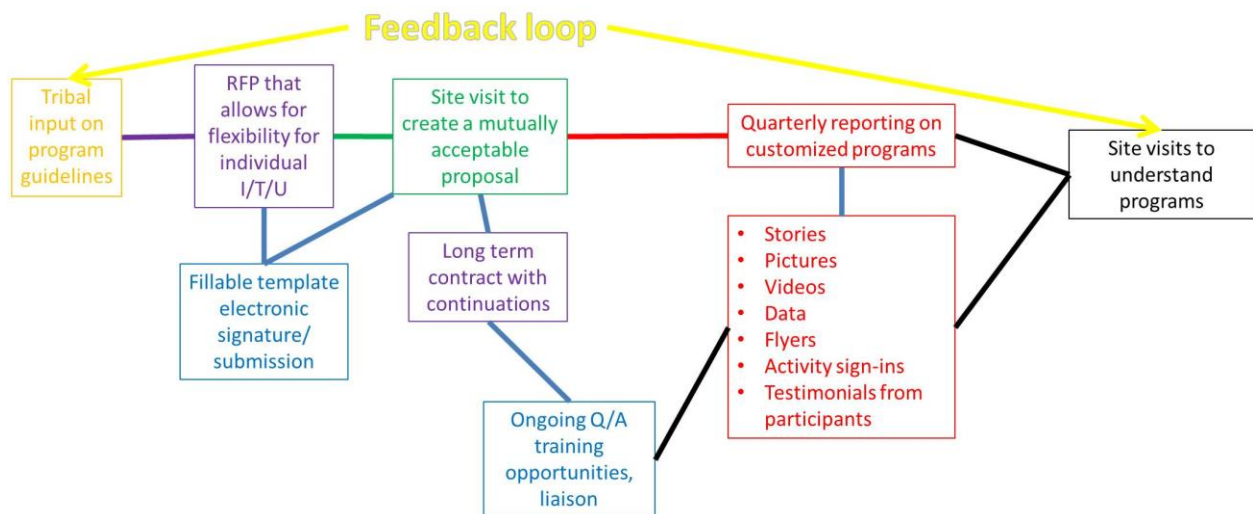 Feedback loop
Tribal
input on
program
guidelines
RFP that
allows for
flexibility for
individual
I/T/U
Site visit to
create a mutually
acceptable
proposal
Quarterly reporting on
customized programs
Site visits to
understand
programs
Fillable template
electronic
signature/
submission
Long term
contract with
continuations
• Stories
• Pictures
• Videos
• Data
• Flyers
• Activity sign-ins
• Testimonials from
participants
Ongoing Q/A
training
opportunities,
liaison